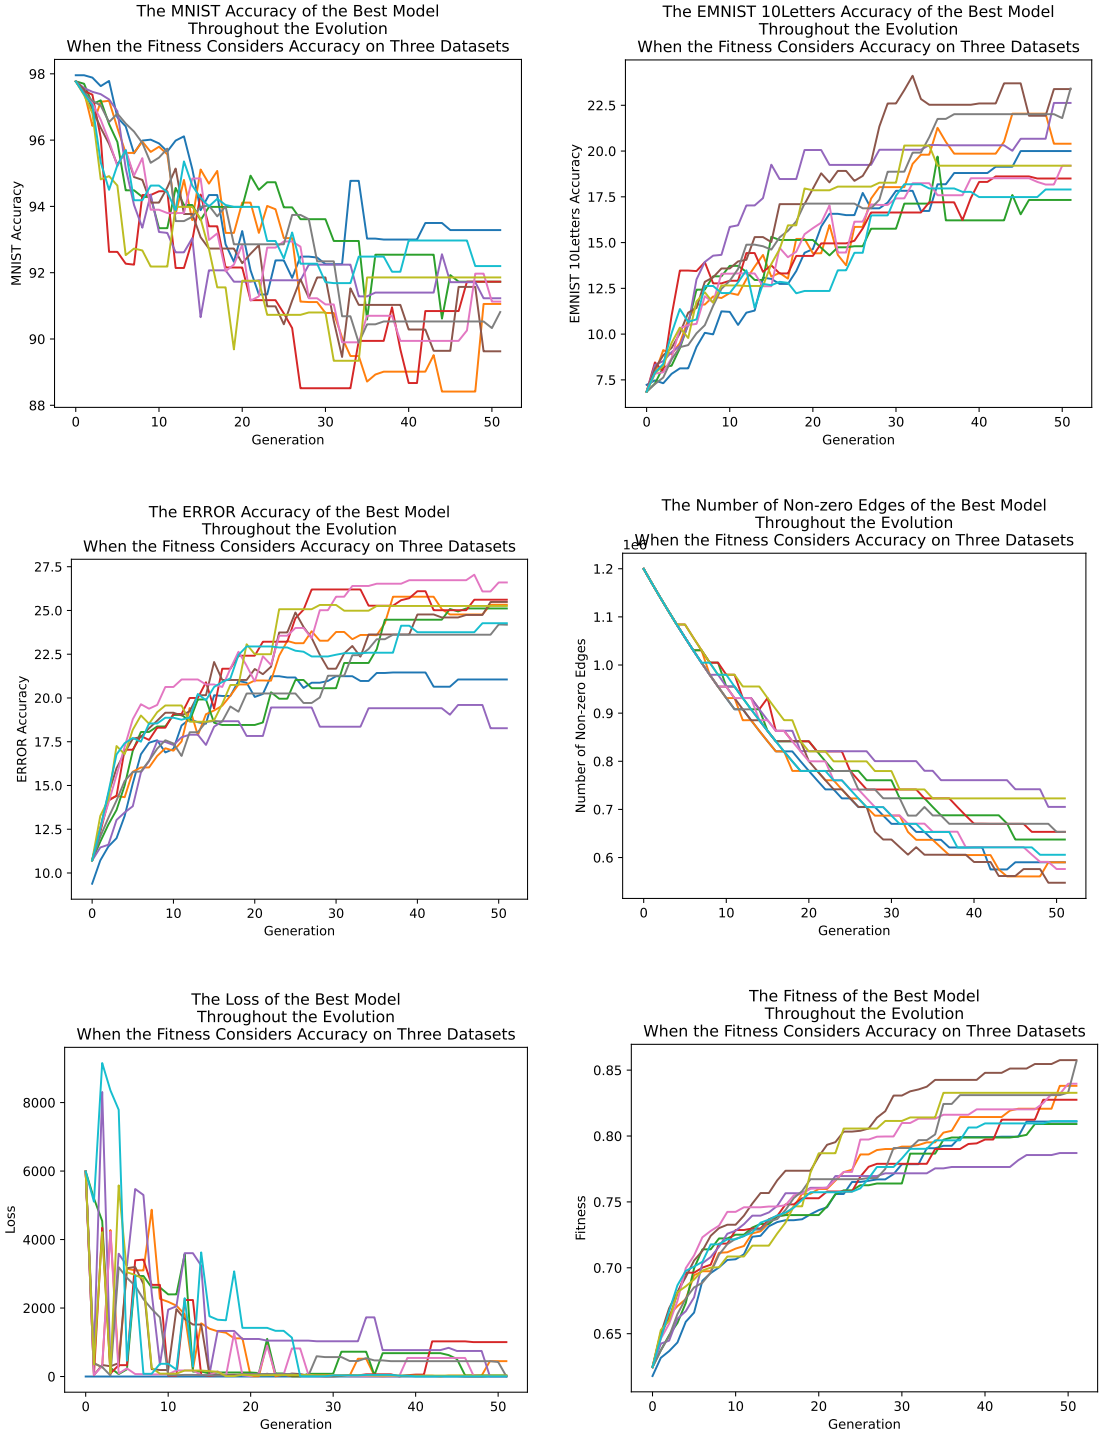 The MNIST Accuracy of the Best Model
Throughout the Evolution
When the Fitness Considers Accuracy on Three Datasets
98
96
94
92
90
88
MNIST Accuracy
0 10 20 30 40 50
Generation
The EMNIST 10Letters Accuracy of the Best Model
Throughout the Evolution
When the Fitness Considers Accuracy on Three Datasets
22.5
20.0
17.5
15.0
12.5
10.0
7.5
EMNIST 10Letters Accuracy
0 10 20 30 40 50
Generation
The ERROR Accuracy of the Best Model
Throughout the Evolution
When the Fitness Considers Accuracy on Three Datasets
27.5
25.0
22.5
20.0
17.5
15.0
12.5
10.0
ERROR Accuracy
0 10 20 30 40 50
Generation
The Number of Non-zero Edges of the Best Model
Throughout the Evolution
When the Fitness Considers Accuracy on Three Datasets
1e6
1.2
1.1
1.0
0.9
0.8
0.7
0.6
Number of Non-zero Edges
0 10 20 30 40 50
Generation
The Loss of the Best Model
Throughout the Evolution
When the Fitness Considers Accuracy on Three Datasets
8000
6000
4000
2000
0
Loss
0 10 20 30 40 50
Generation
The Fitness of the Best Model
Throughout the Evolution
When the Fitness Considers Accuracy on Three Datasets
0.85
0.80
0.75
0.70
0.65
Fitness
0 10 20 30 40 50
Generation